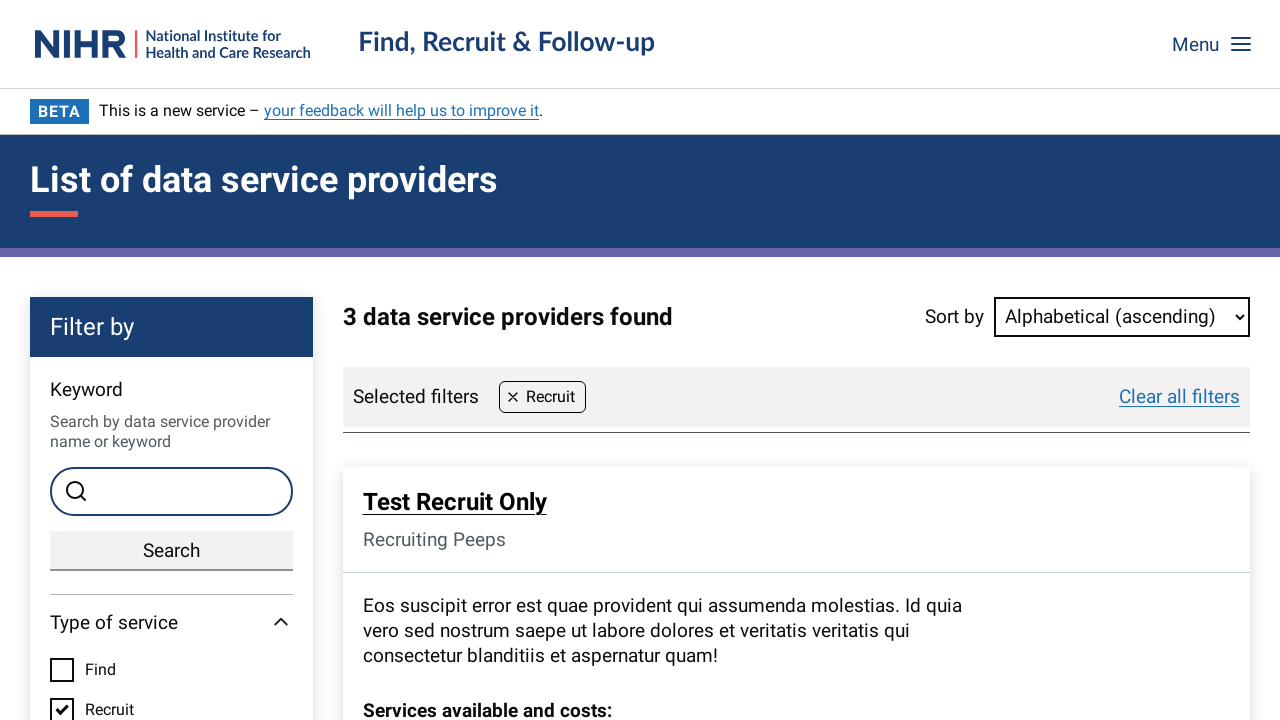 NIHR | National Institute for
Health and Care Research
Find, Recruit & Follow-up
Menu
BETA This is a new service – your feedback will help us to improve it.
List of data service providers
Filter by
Keyword
Search by data service provider
name or keyword
Search
Type of service
Find
Recruit
3 data service providers found
Sort by Alphabetical (ascending)
Selected filters Recruit Clear all filters
Test Recruit Only
Recruiting Peeps
Eos suscipit error est quae provident qui assumenda molestias. Id quia
vero sed nostrum saepe ut labore dolores et veritatis veritatis qui
consectetur blanditiis et aspernatur quam!
Services available and costs: